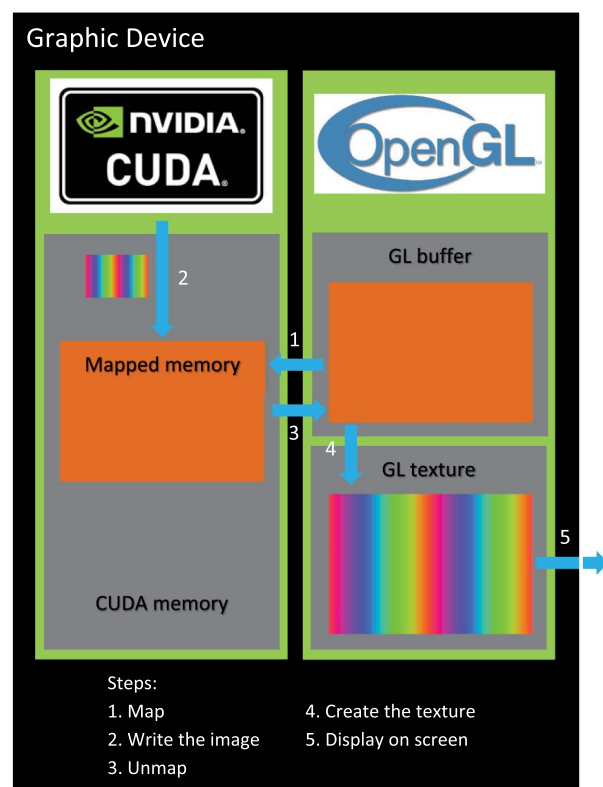 Graphic Device
NVIDIA.
CUDA.
OpenGL™
2
GL buffer
1
Mapped memory
3
4
GL texture
5
CUDA memory
Steps:
1. Map
2. Write the image
3. Unmap
4. Create the texture
5. Display on screen